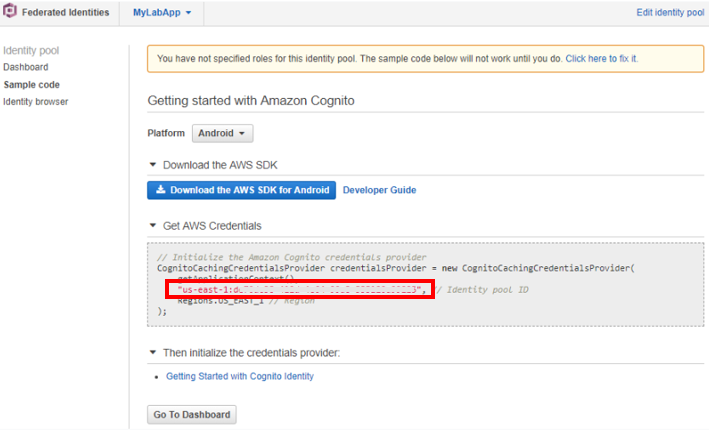 Federated Identities
MyLabApp
Edit identity pool
Identity pool
Dashboard
Sample code
Identity browser
You have not specified roles for this identity pool. The sample code below will not work until you do. Click here to fix it.
Getting started with Amazon Cognito
Platform
Android
Download the AWS SDK
Download the AWS SDK for Android
Developer Guide
Get AWS Credentials
// Initialize the Amazon Cognito credentials provider
CognitoCachingCredentialsProvider credentialsProvider = new CognitoCachingCredentialsProvider(
getApplicationContext()
"us-east-1: // Identity pool ID
Regions.US_EAST_1 // Region
);
Then initialize the credentials provider:
• Getting Started with Cognito Identity
Go To Dashboard